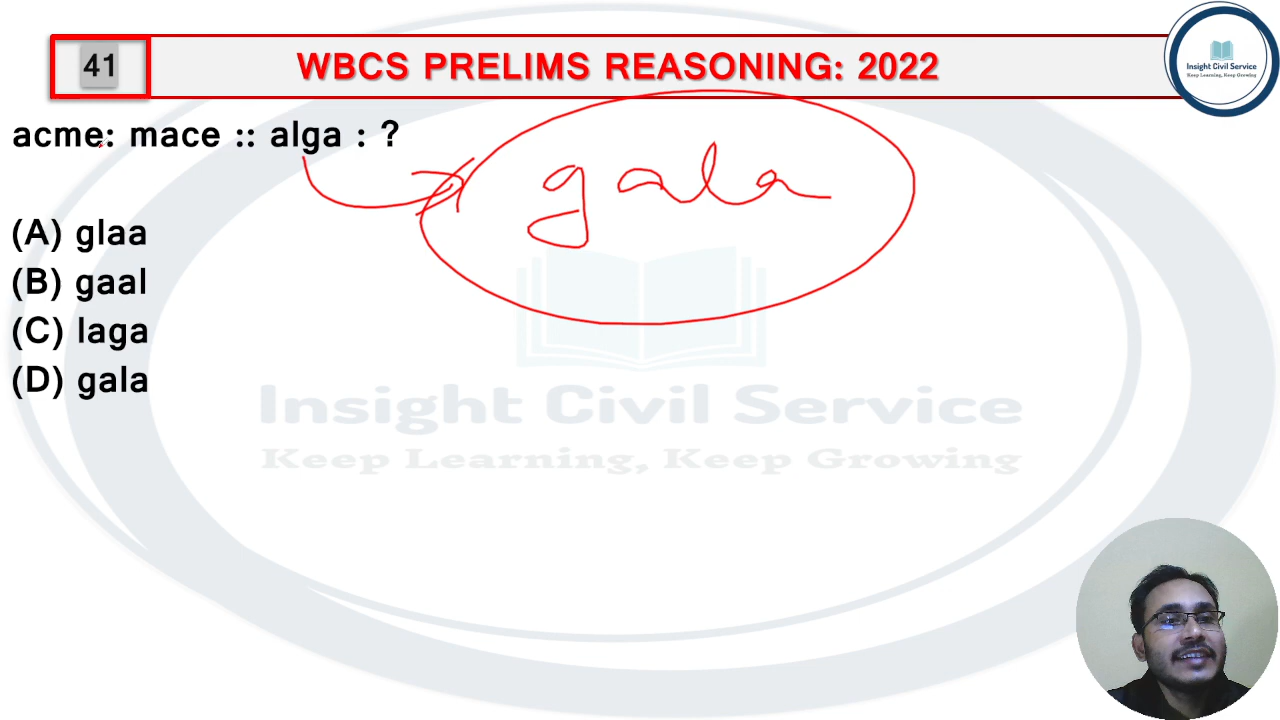 41
WBCS PRELIMS REASONING: 2022
Insight Civil Service
Keep Learning, Keep Growing
acme: mace :: alga : ?
gala
(A) glaa
(B) gaal
(C) laga
(D) gala
Insight Civil Service
Keep Learning, Keep Growing